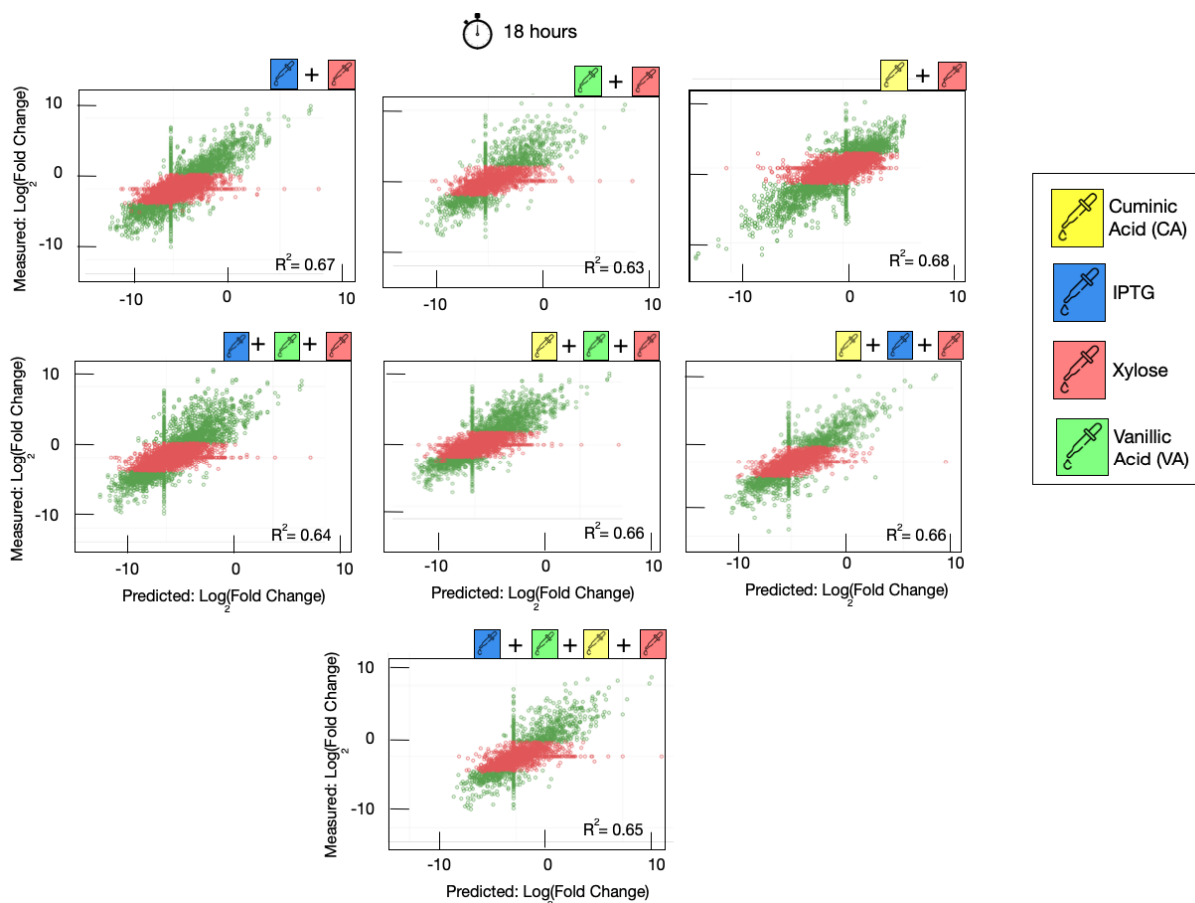 18 hours
+
+
+
Measured: Log2(Fold Change)
10
0
-10
R2= 0.67
R2= 0.63
R2= 0.68
-10
0
10
-10
0
10
-10
0
10
Cuminic
Acid (CA)
IPTG
Xylose
Vanillic
Acid (VA)
+ +
+ +
+ +
Measured: Log2(Fold Change)
10
0
-10
R2= 0.64
R2= 0.66
R2= 0.66
-10
0
10
-10
0
10
-10
0
10
Predicted: Log2(Fold Change)
Predicted: Log2(Fold Change)
Predicted: Log2(Fold Change)
+ + +
Measured: Log2(Fold Change)
10
0
-10
R2= 0.65
-10
0
10
Predicted: Log2(Fold Change)